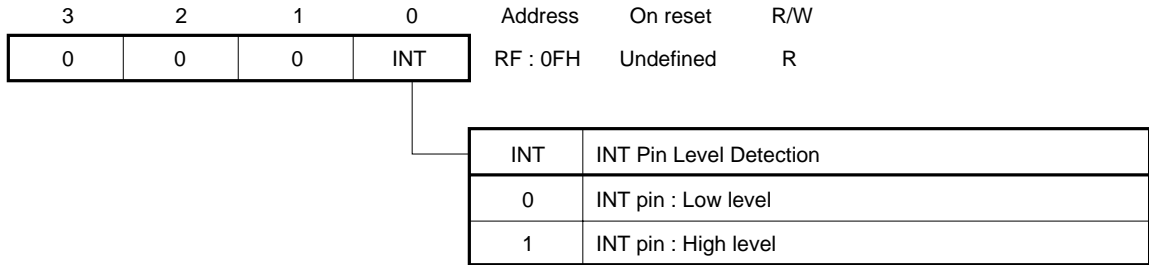 3 2 1 0 Address On reset R/W
0 0 0 INT RF : 0FH Undefined R
INT INT Pin Level Detection
0 INT pin : Low level
1 INT pin : High level